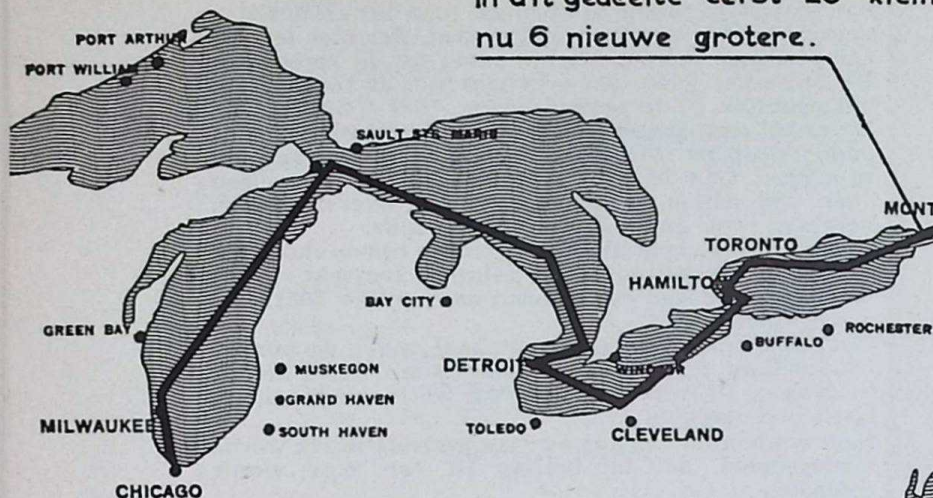 nu 6 nieuwe grotere.
PORT ARTHUR
PORT WILLIAM
SAULT STE. MARIE
MONT
TORONTO
HAMILTON
BAY CITY
GREEN BAY
ROCHESTER
BUFFALO
DETROIT
WINDSOR
MUSKEGON
GRAND HAVEN
MILWAUKEE
SOUTH HAVEN
TOLEDO
CLEVELAND
CHICAGO